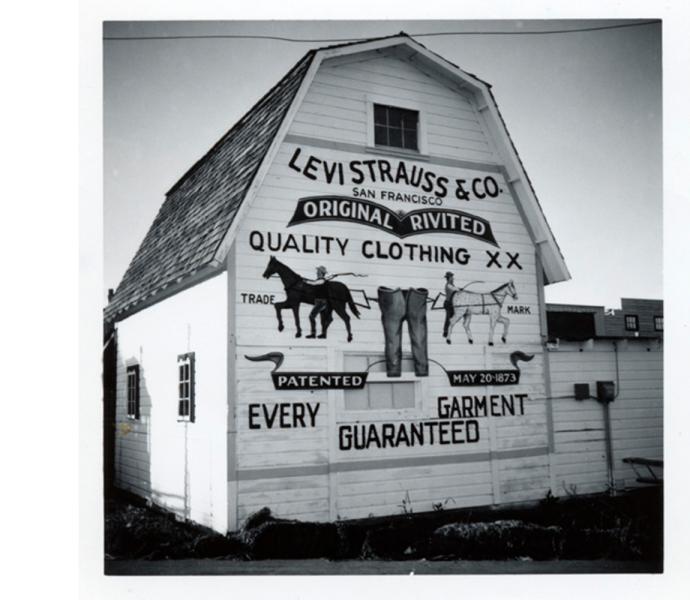 LEVI STRAUSS & CO.
SAN FRANCISCO
ORIGINAL RIVITED
QUALITY CLOTHING XX
TRADE MARK
PATENTED MAY 20·1873
EVERY GARMENT
GUARANTEED